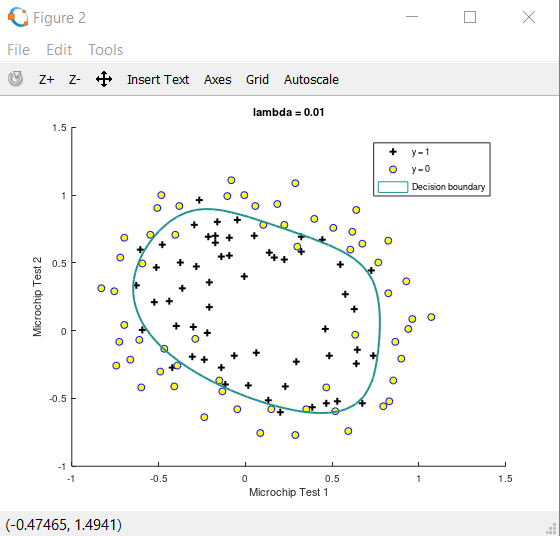 Figure 2
File Edit Tools
Z+ Z- Insert Text Axes Grid Autoscale
lambda = 0.01
y = 1
y = 0
Decision boundary
1.5
1
0.5
0
-0.5
-1
Microchip Test 2
-1 -0.5 0 0.5 1 1.5
Microchip Test 1
(-0.47465, 1.4941)